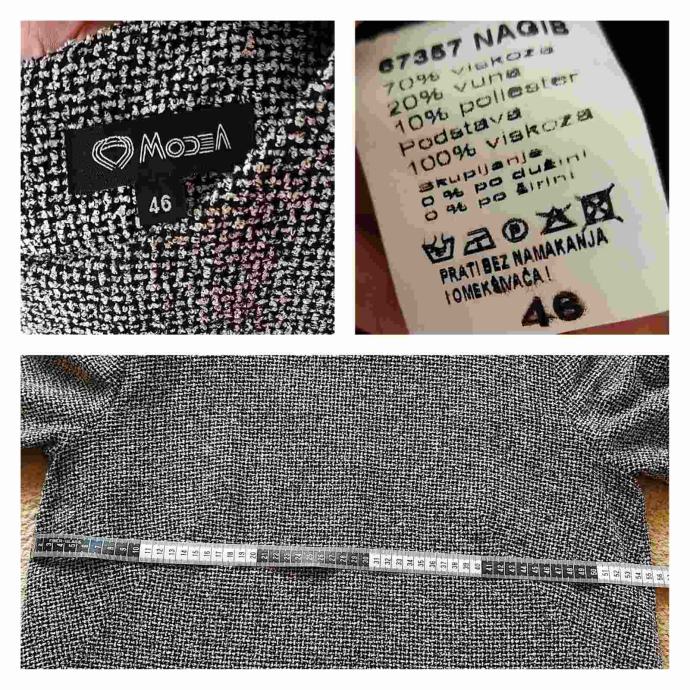 MODEA
46
67357 NAGIB
70% viskoza
20% vuna
10% poliester
Podstava
100% viskoza
Skupljanje
0 % po dužini
0 % po širini
P
PRATI BEZ NAMAKANJA
I OMEKŠIVAČA!
46